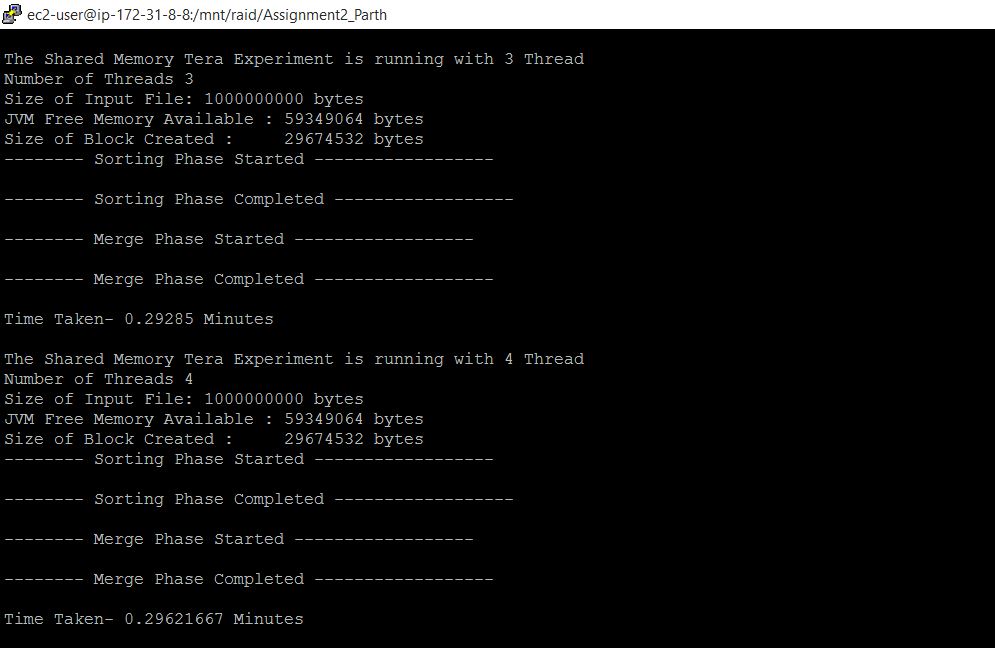 ec2-user@ip-172-31-8-8:/mnt/raid/Assignment2_Parth
The Shared Memory Tera Experiment is running with 3 Thread
Number of Threads 3
Size of Input File: 1000000000 bytes
JVM Free Memory Available : 59349064 bytes
Size of Block Created :     29674532 bytes
-------- Sorting Phase Started ------------------
-------- Sorting Phase Completed ------------------
-------- Merge Phase Started ------------------
-------- Merge Phase Completed ------------------
Time Taken- 0.29285 Minutes
The Shared Memory Tera Experiment is running with 4 Thread
Number of Threads 4
Size of Input File: 1000000000 bytes
JVM Free Memory Available : 59349064 bytes
Size of Block Created :     29674532 bytes
-------- Sorting Phase Started ------------------
-------- Sorting Phase Completed ------------------
-------- Merge Phase Started ------------------
-------- Merge Phase Completed ------------------
Time Taken- 0.29621667 Minutes